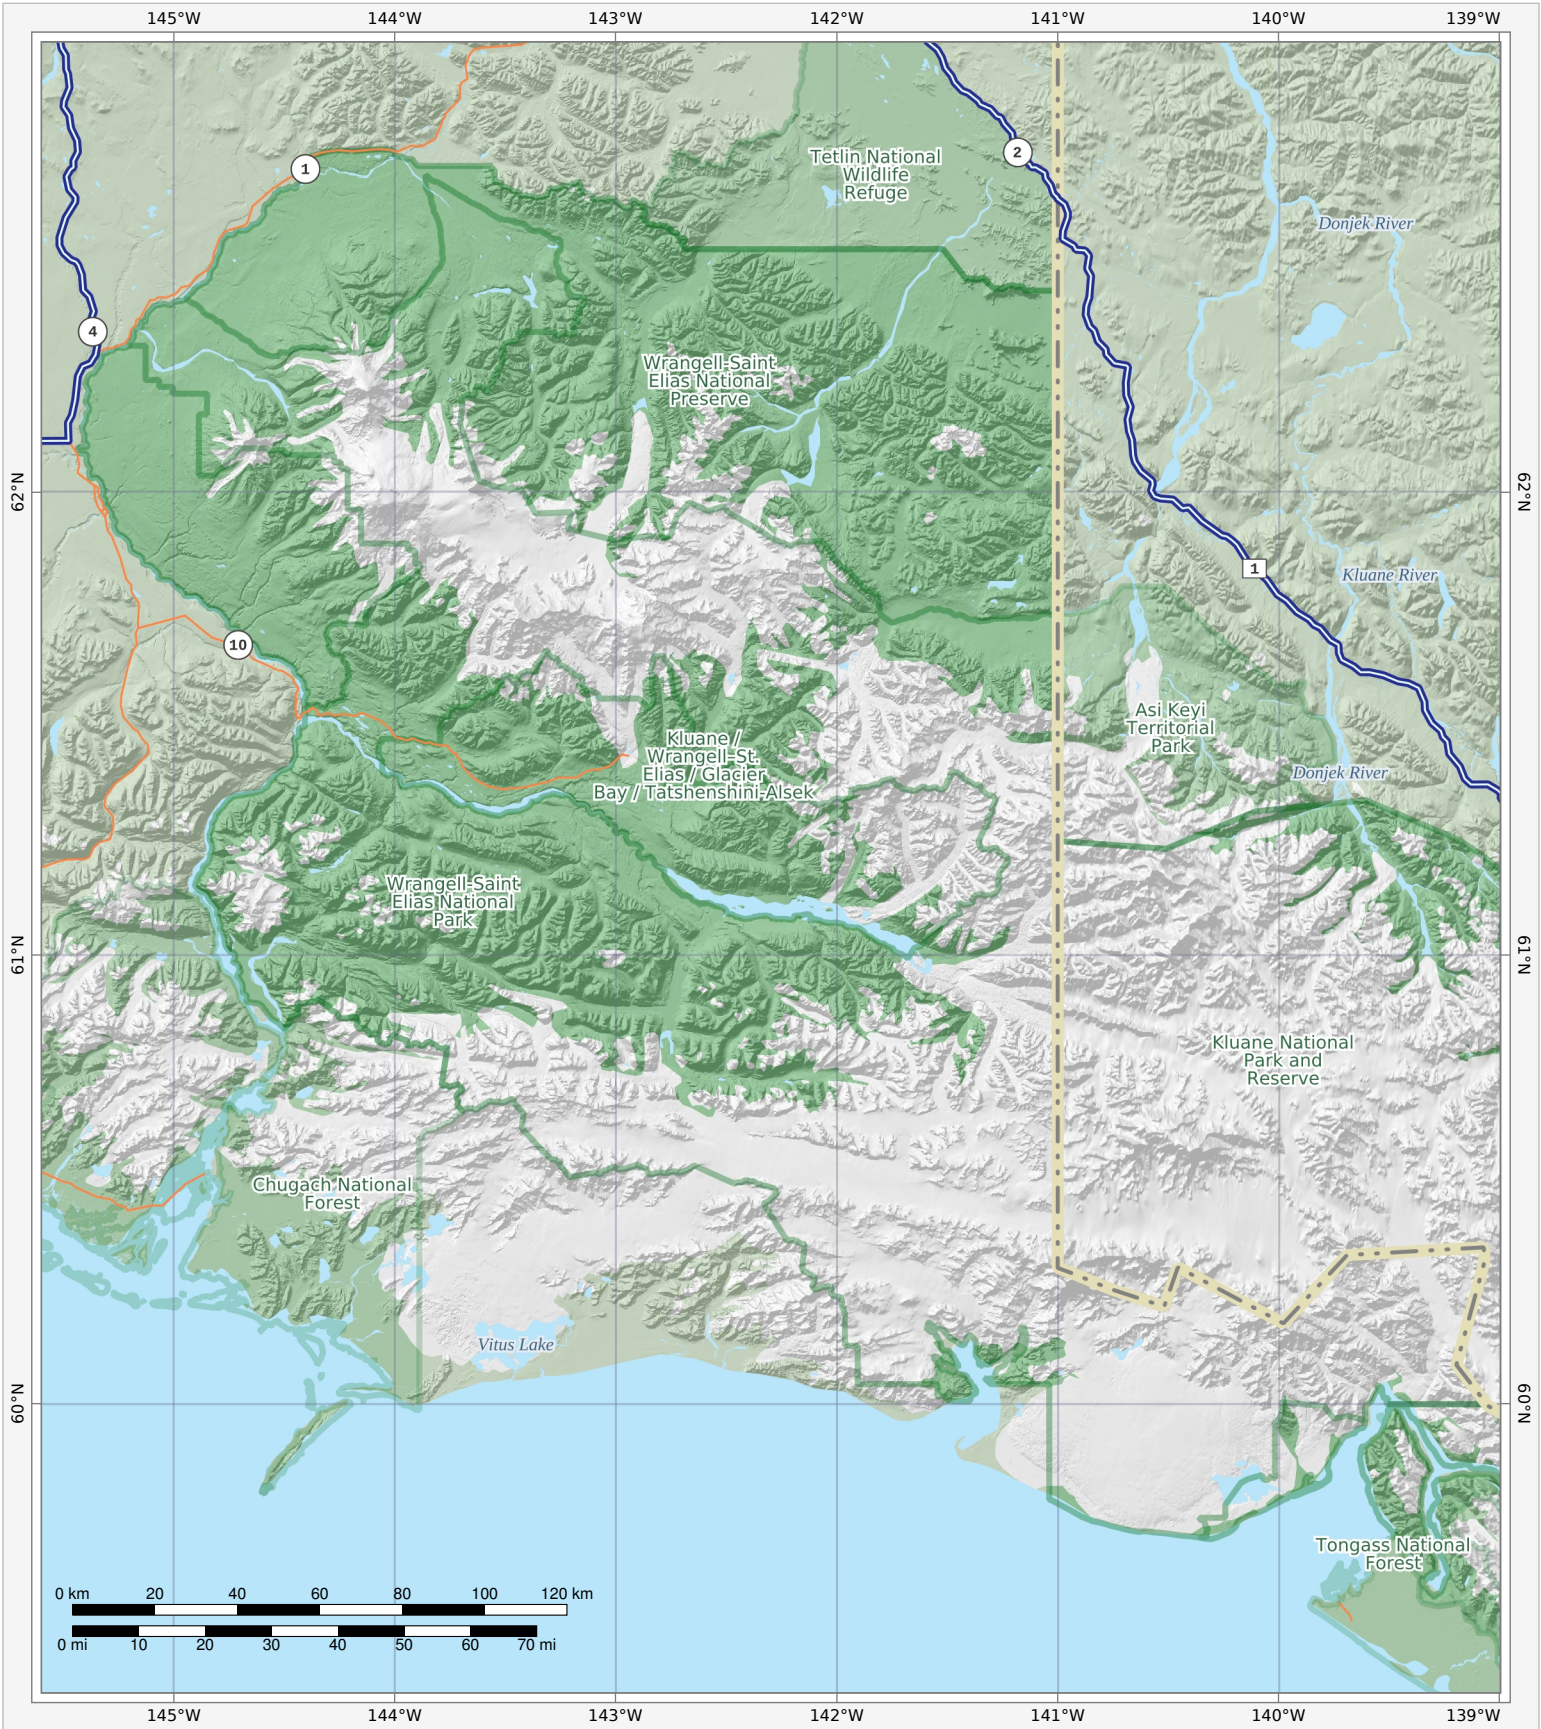 145°W 144°W 143°W 142°W 141°W 140°W 139°W
Tetlin National
Wildlife
Refuge
2
1
Donjek River
4
Wrangell-Saint
Elias National
Preserve
62°N
62°N
1
Kluane River
10
Asi Keyi
Territorial
Park
Kluane /
Wrangell–St.
Elias / Glacier
Bay / Tatshenshini-Alsek
Donjek River
Wrangell-Saint
Elias National
Park
61°N
61°N
Kluane National
Park and
Reserve
Chugach National
Forest
Vitus Lake
60°N
60°N
Tongass National
Forest
0 km 20 40 60 80 100 120 km
0 mi 10 20 30 40 50 60 70 mi
145°W 144°W 143°W 142°W 141°W 140°W 139°W